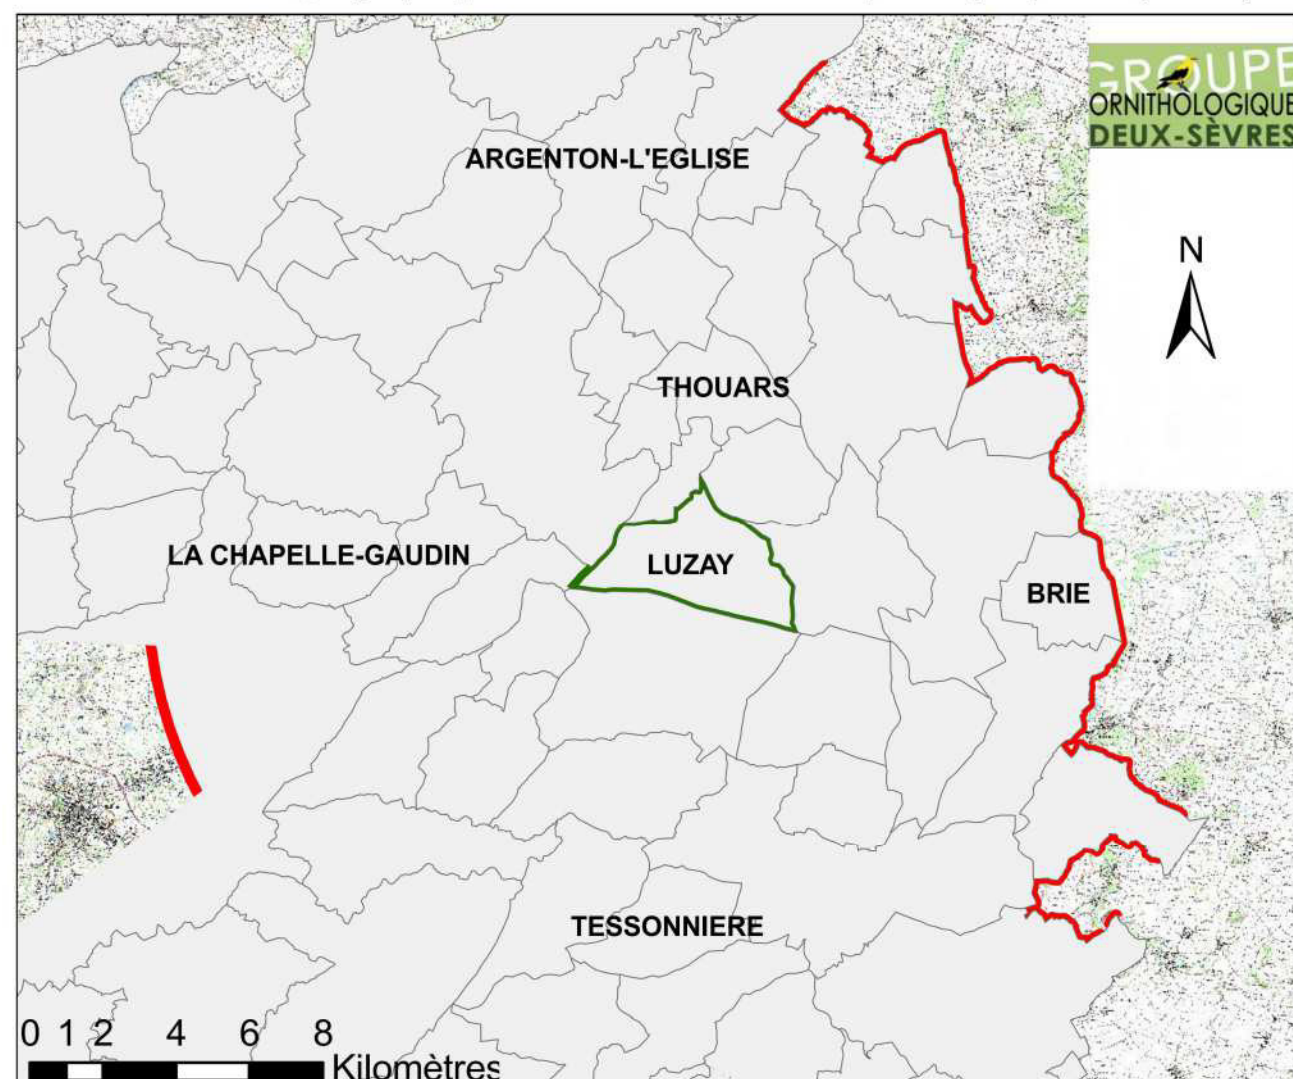 GROUPE
ORNITHOLOGIQUE
DEUX-SÈVRES
ARGENTON-L'EGLISE
N
THOUARS
LA CHAPELLE-GAUDIN
LUZAY
BRIE
TESSONNIERE
0 1 2 4 6 8
Kilomètres